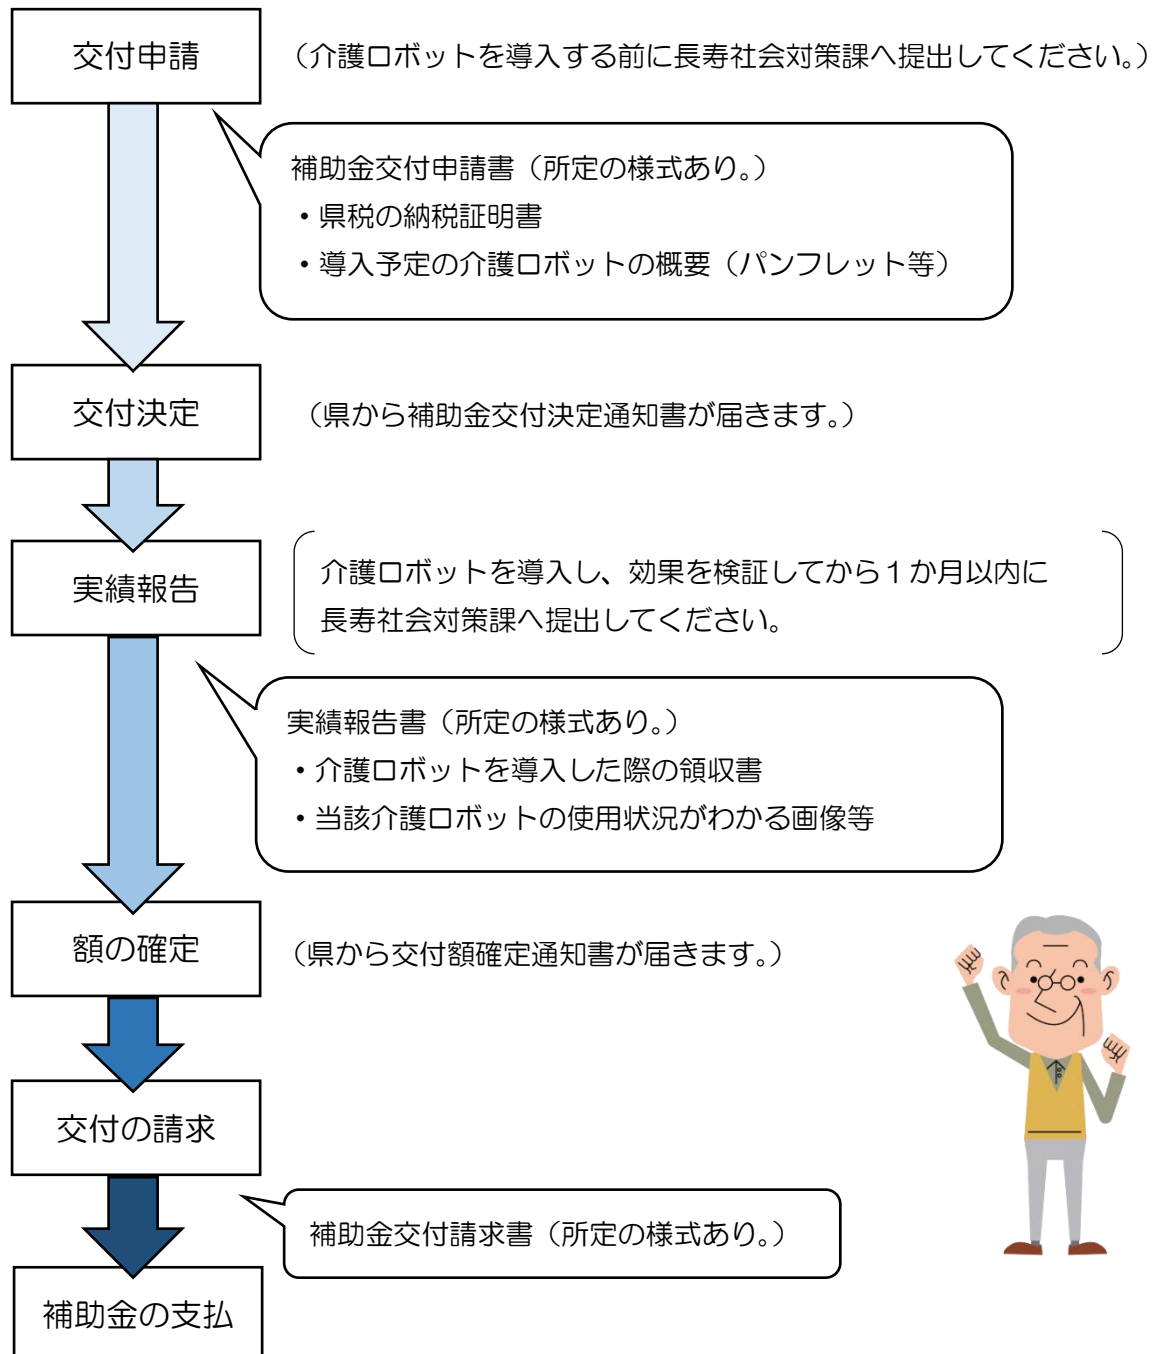 交付申請
（介護ロボットを導入する前に長寿社会対策課へ提出してください。）
補助金交付申請書（所定の様式あり。）
・県税の納税証明書
・導入予定の介護ロボットの概要（パンフレット等）
交付決定
（県から補助金交付決定通知書が届きます。）
実績報告
介護ロボットを導入し、効果を検証してから１か月以内に
長寿社会対策課へ提出してください。
実績報告書（所定の様式あり。）
・介護ロボットを導入した際の領収書
・当該介護ロボットの使用状況がわかる画像等
額の確定
（県から交付額確定通知書が届きます。）
交付の請求
補助金交付請求書（所定の様式あり。）
補助金の支払